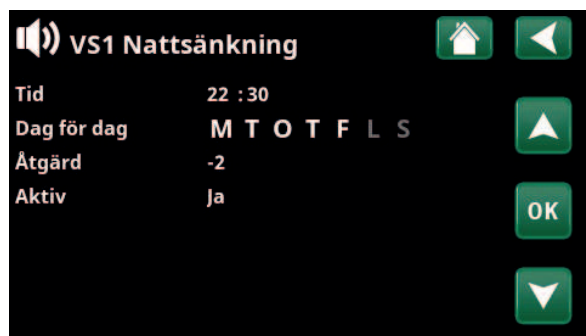 VS1 Nattsänkning
Tid 22 :30
Dag för dag M T O T F L S
Åtgärd -2
Aktiv Ja
OK